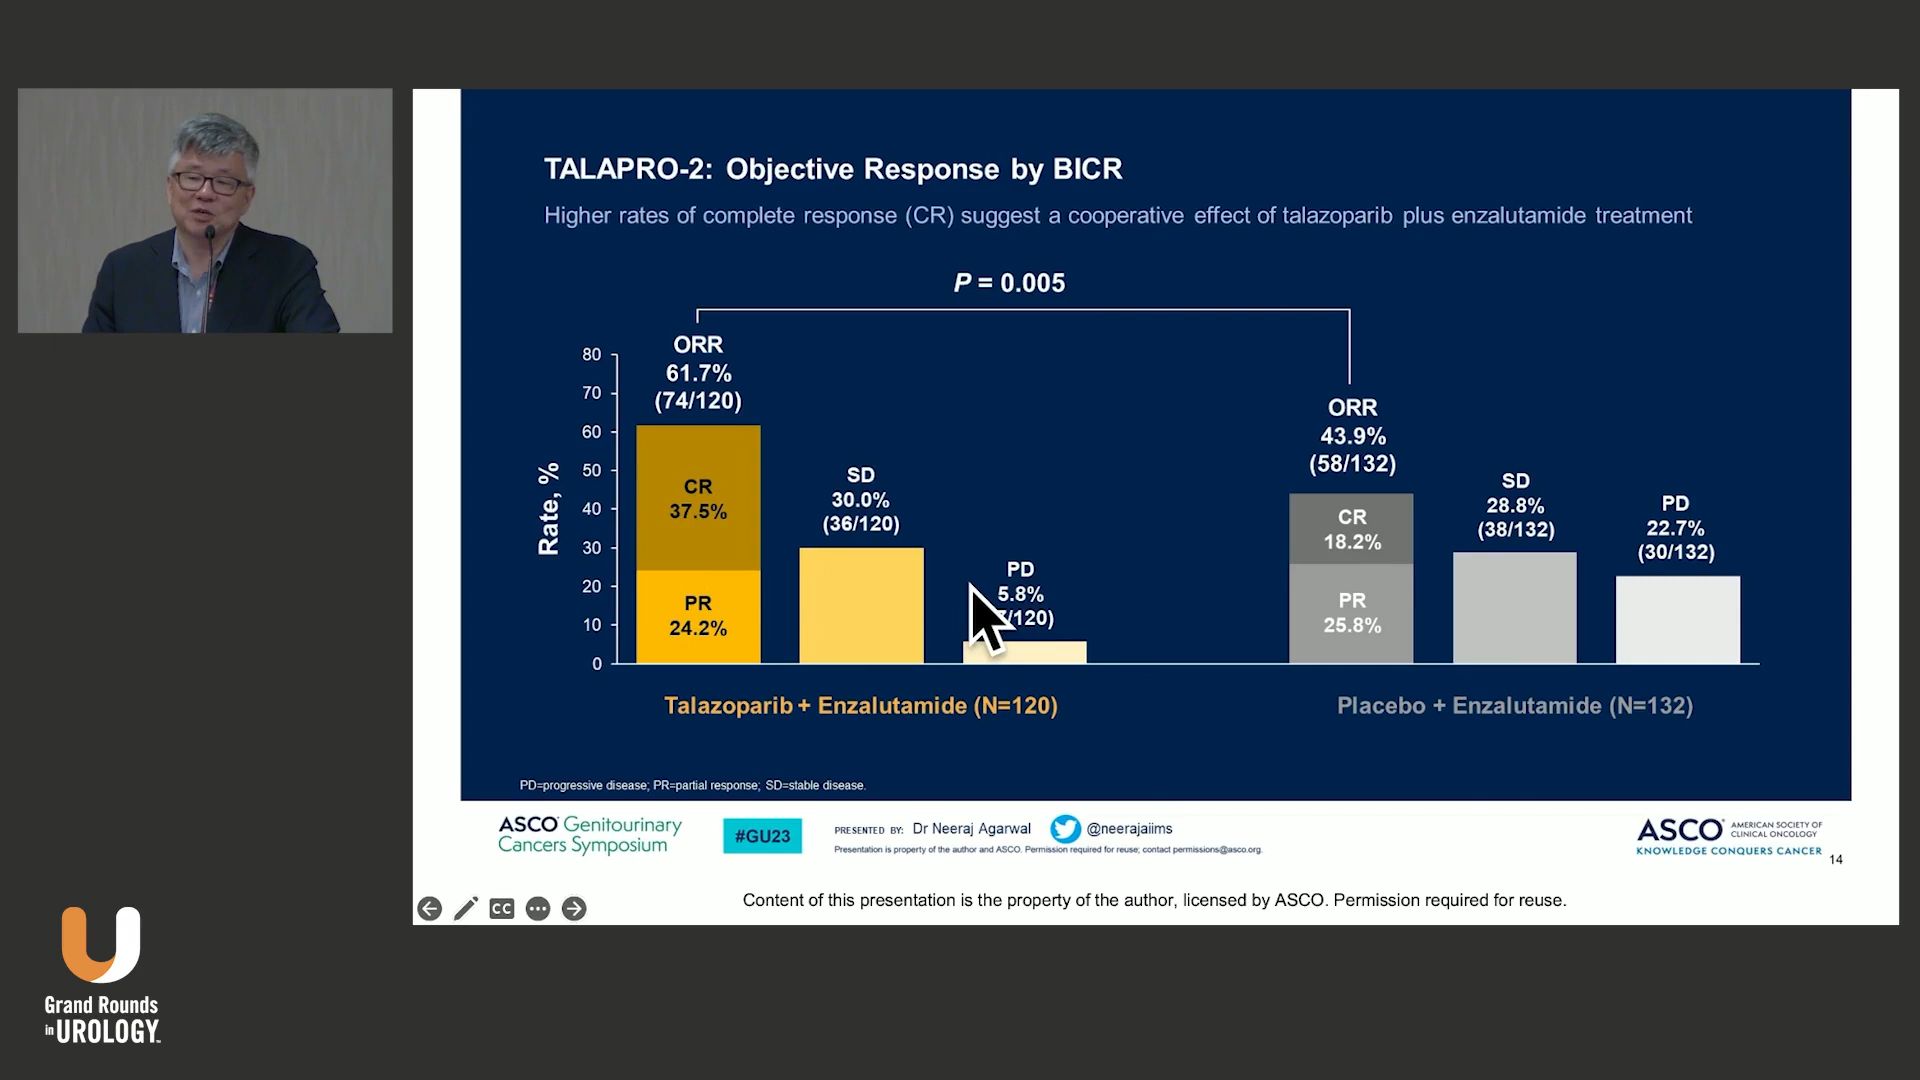 TALAPRO-2: Objective Response by BICR
Higher rates of complete response (CR) suggest a cooperative effect of talazoparib plus enzalutamide treatment
P = 0.005
Rate, %
80
70
60
50
40
30
20
10
0
ORR
61.7%
(74/120)
CR
37.5%
PR
24.2%
SD
30.0%
(36/120)
PD
5.8%
/120)
ORR
43.9%
(58/132)
CR
18.2%
PR
25.8%
SD
28.8%
(38/132)
PD
22.7%
(30/132)
Talazoparib + Enzalutamide (N=120)
Placebo + Enzalutamide (N=132)
PD=progressive disease; PR=partial response; SD=stable disease.
ASCO Genitourinary
Cancers Symposium
#GU23
PRESENTED BY: Dr Neeraj Agarwal
@neerajaiims
Presentation is property of the author and ASCO. Permission required for reuse; contact permissions@asco.org.
ASCO AMERICAN SOCIETY OF
CLINICAL ONCOLOGY
KNOWLEDGE CONQUERS CANCER
14
Content of this presentation is the property of the author, licensed by ASCO. Permission required for reuse.
CC
Grand Rounds
in UROLOGY™